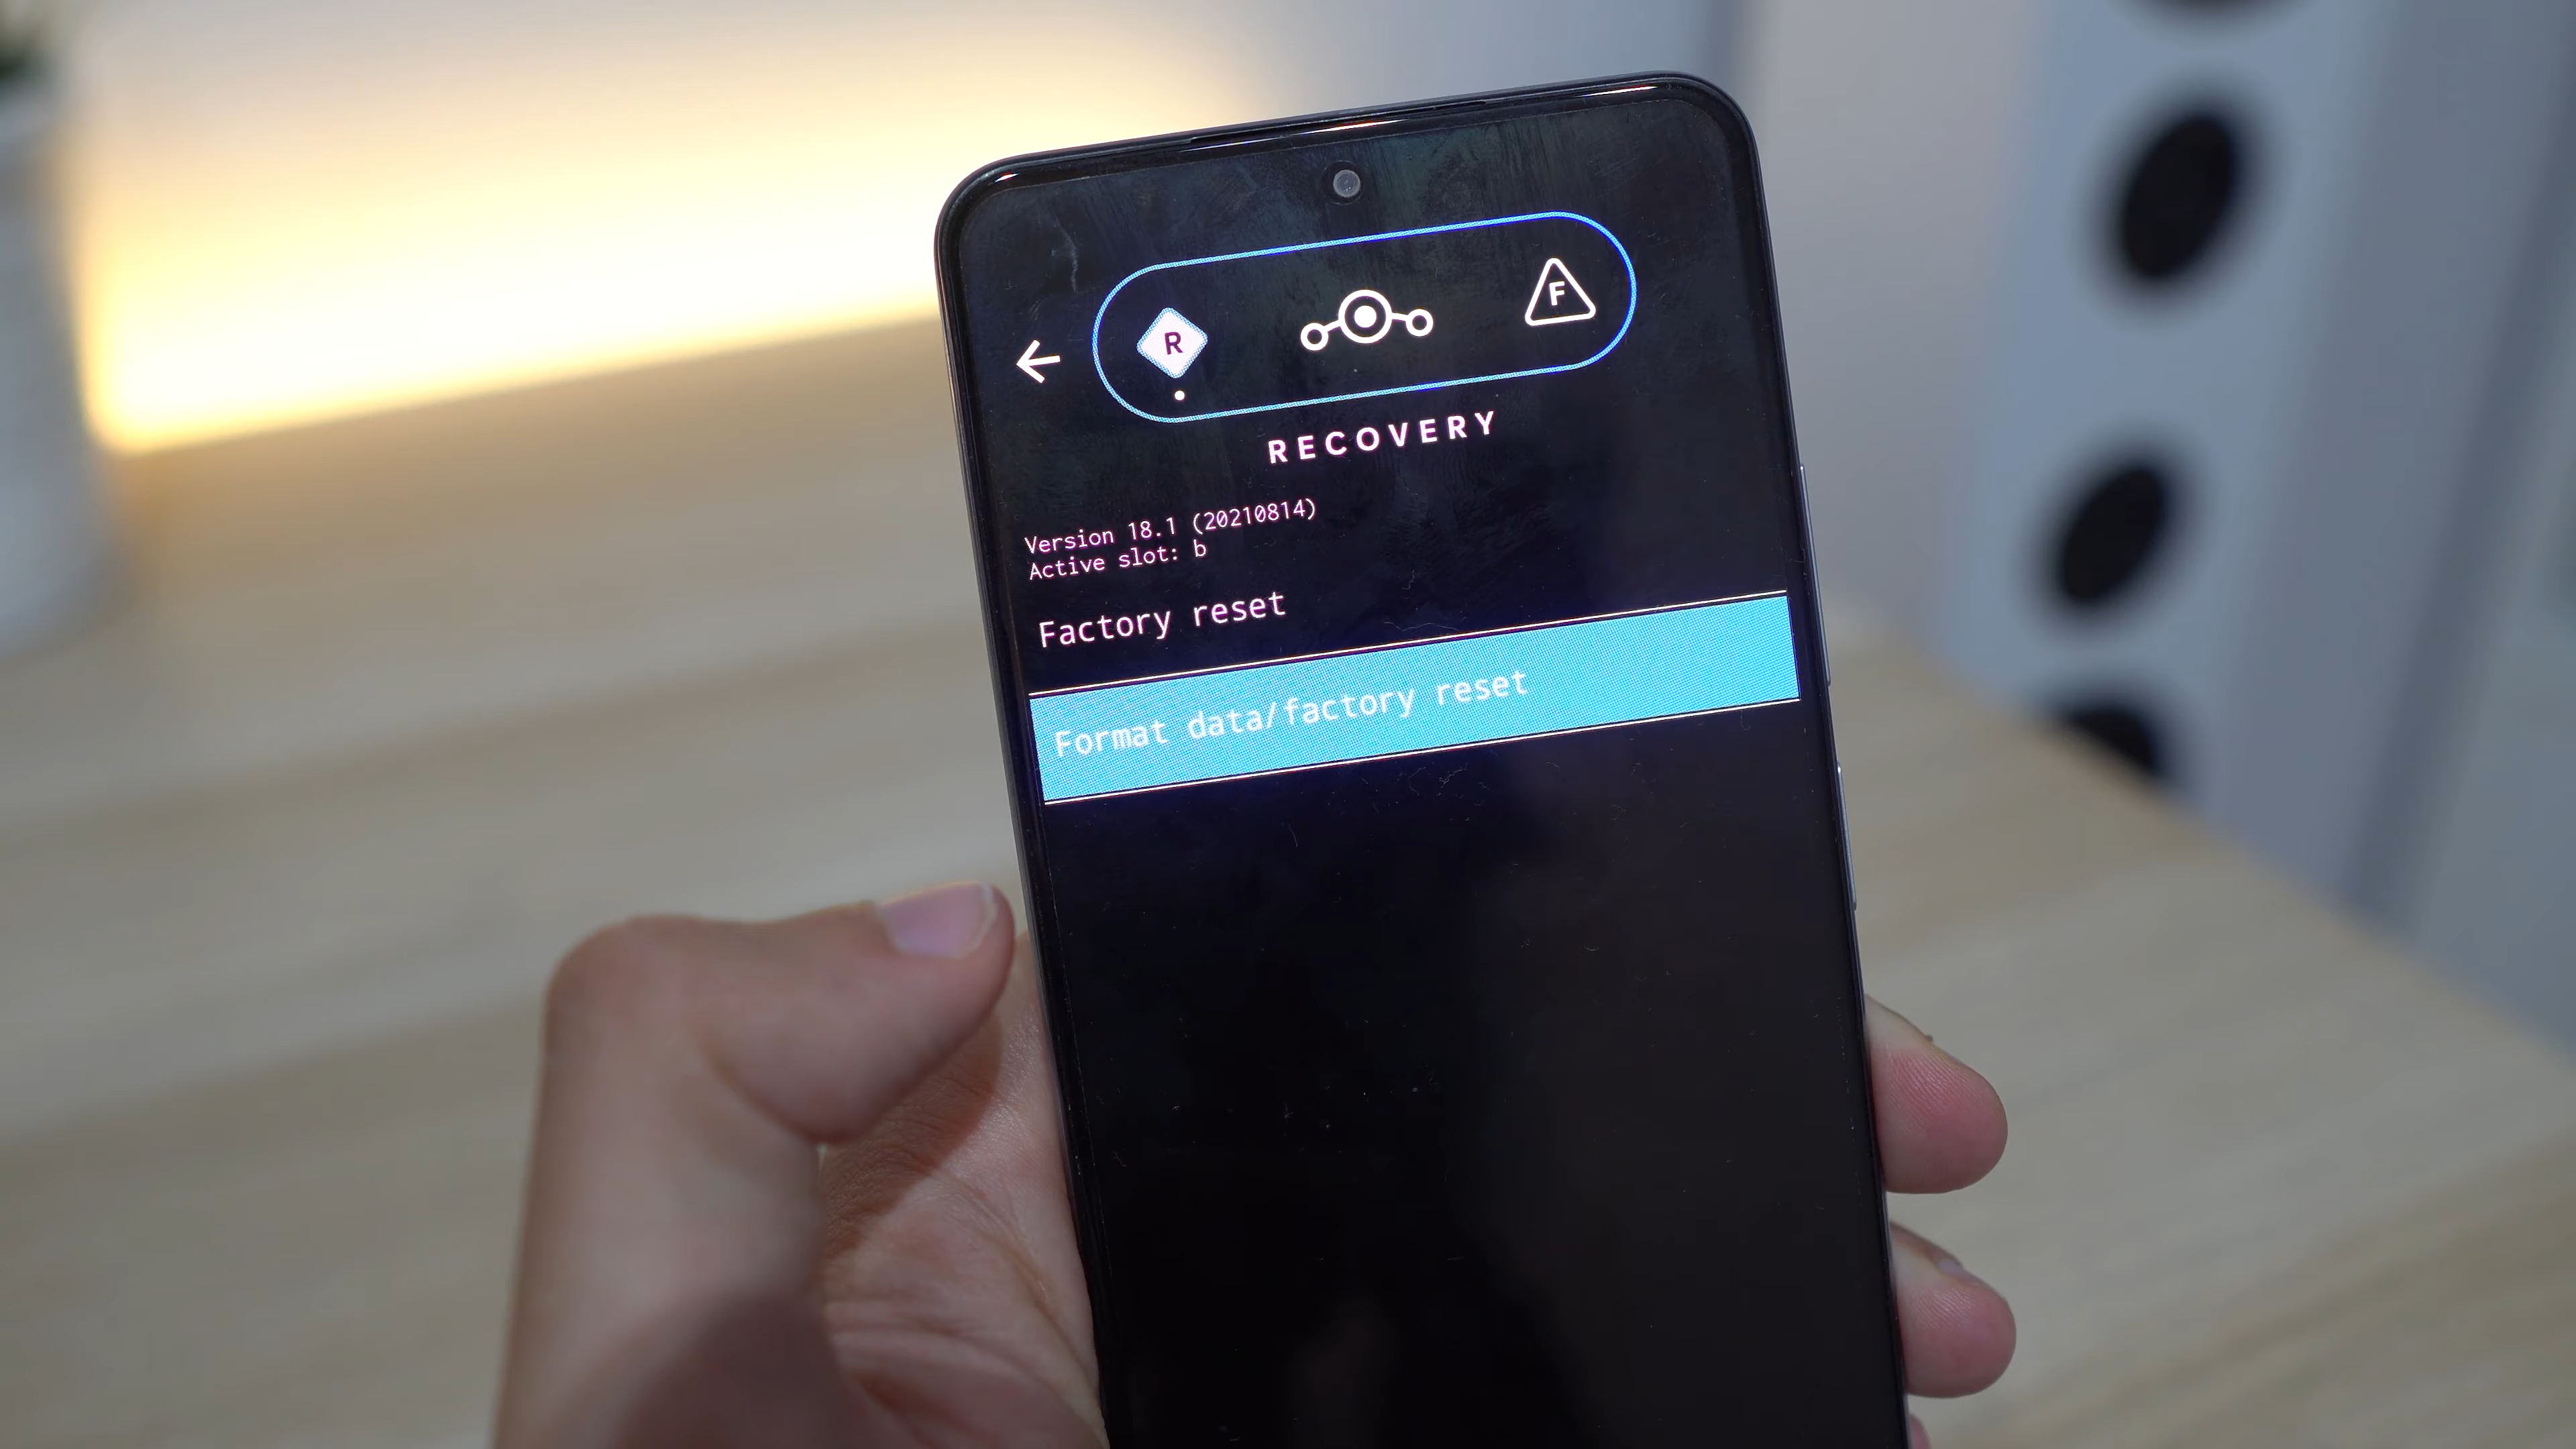 R
F
RECOVERY
Version 18.1 (20210814)
Active slot: b
Factory reset
Format data/factory reset